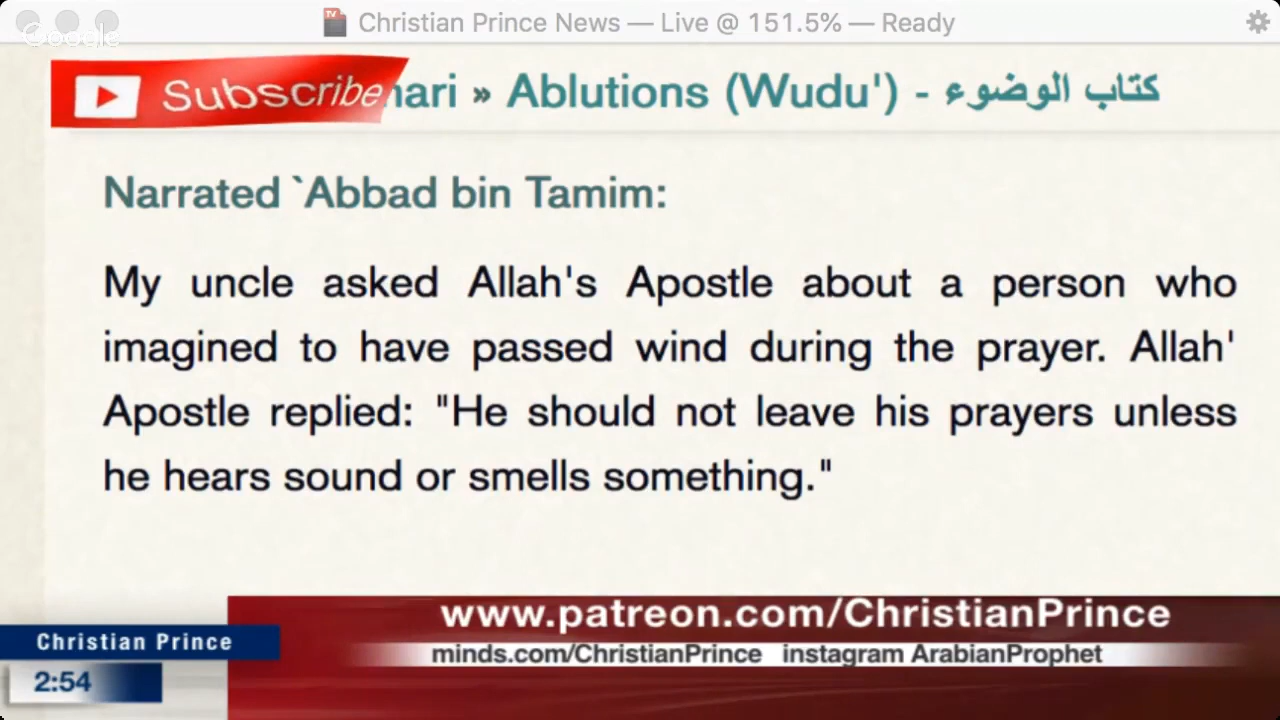 Christian Prince News — Live @ 151.5% — Ready
Google
Subscribe
hari » Ablutions (Wudu') - كتاب الوضوء
Narrated `Abbad bin Tamim:
My uncle asked Allah's Apostle about a person who
imagined to have passed wind during the prayer. Allah'
Apostle replied: "He should not leave his prayers unless
he hears sound or smells something."
www.patreon.com/ChristianPrince
Christian Prince
minds.com/ChristianPrince instagram ArabianProphet
2:54